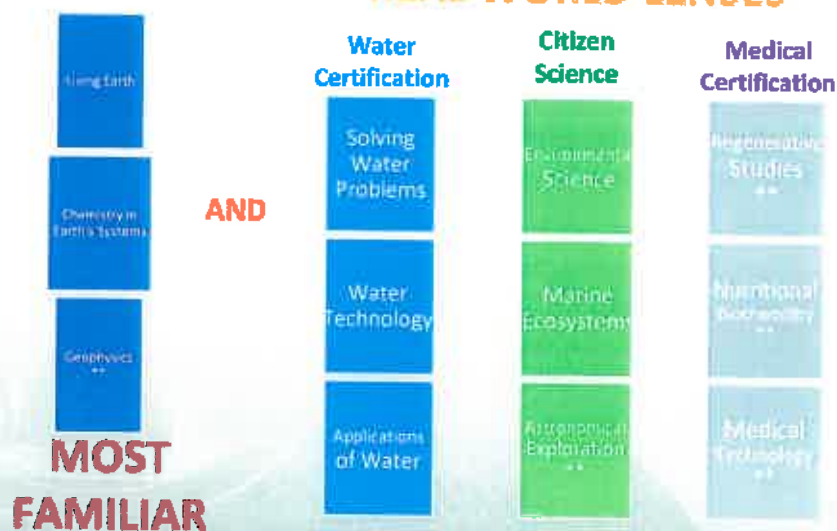 Living Earth
Chemistry in
Earth's Systems
Geophysics
**
MOST
FAMILIAR
AND
Water
Certification
Solving
Water
Problems
Water
Technology
Applications
of Water
Citizen
Science
Environmental
Science
Marine
Ecosystems
Astronomical
Exploration
**
Medical
Certification
Regenerative
Studies
**
Nutritional
**
Medical
Technology
**